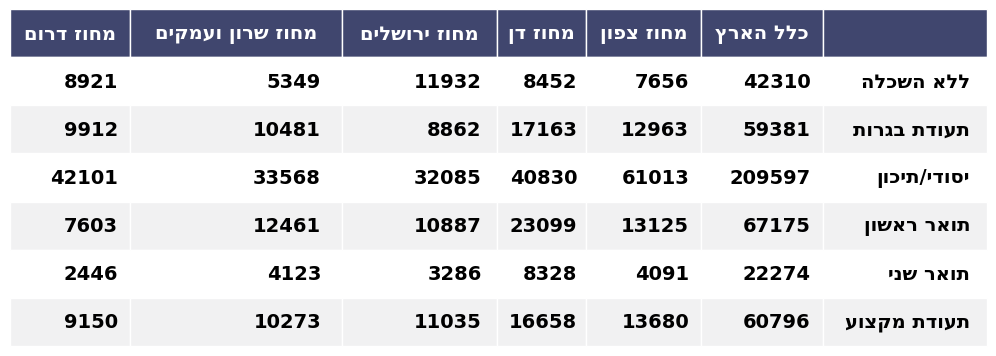 כלל הארץ מחוז צפון מחוז דן מחוז ירושלים מחוז שרון ועמקים מחוז דרום
ללא השכלה 42310 7656 8452 11932 5349 8921
תעודת בגרות 59381 12963 17163 8862 10481 9912
יסודי/תיכון 209597 61013 40830 32085 33568 42101
תואר ראשון 67175 13125 23099 10887 12461 7603
תואר שני 22274 4091 8328 3286 4123 2446
תעודת מקצוע 60796 13680 16658 11035 10273 9150